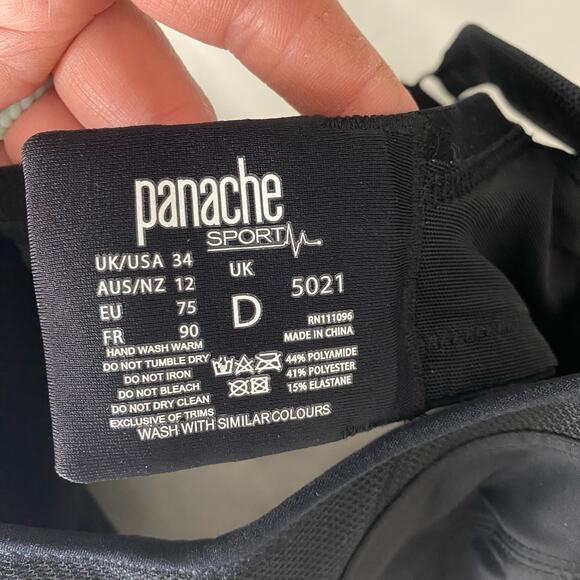 panache
SPORT
UK/USA 34
AUS/NZ 12
EU 75
FR 90
UK
D
5021
RN111096
MADE IN CHINA
HAND WASH WARM
DO NOT TUMBLE DRY
DO NOT IRON
DO NOT BLEACH
DO NOT DRY CLEAN
EXCLUSIVE OF TRIMS
44% POLYAMIDE
41% POLYESTER
15% ELASTANE
WASH WITH SIMILAR COLOURS